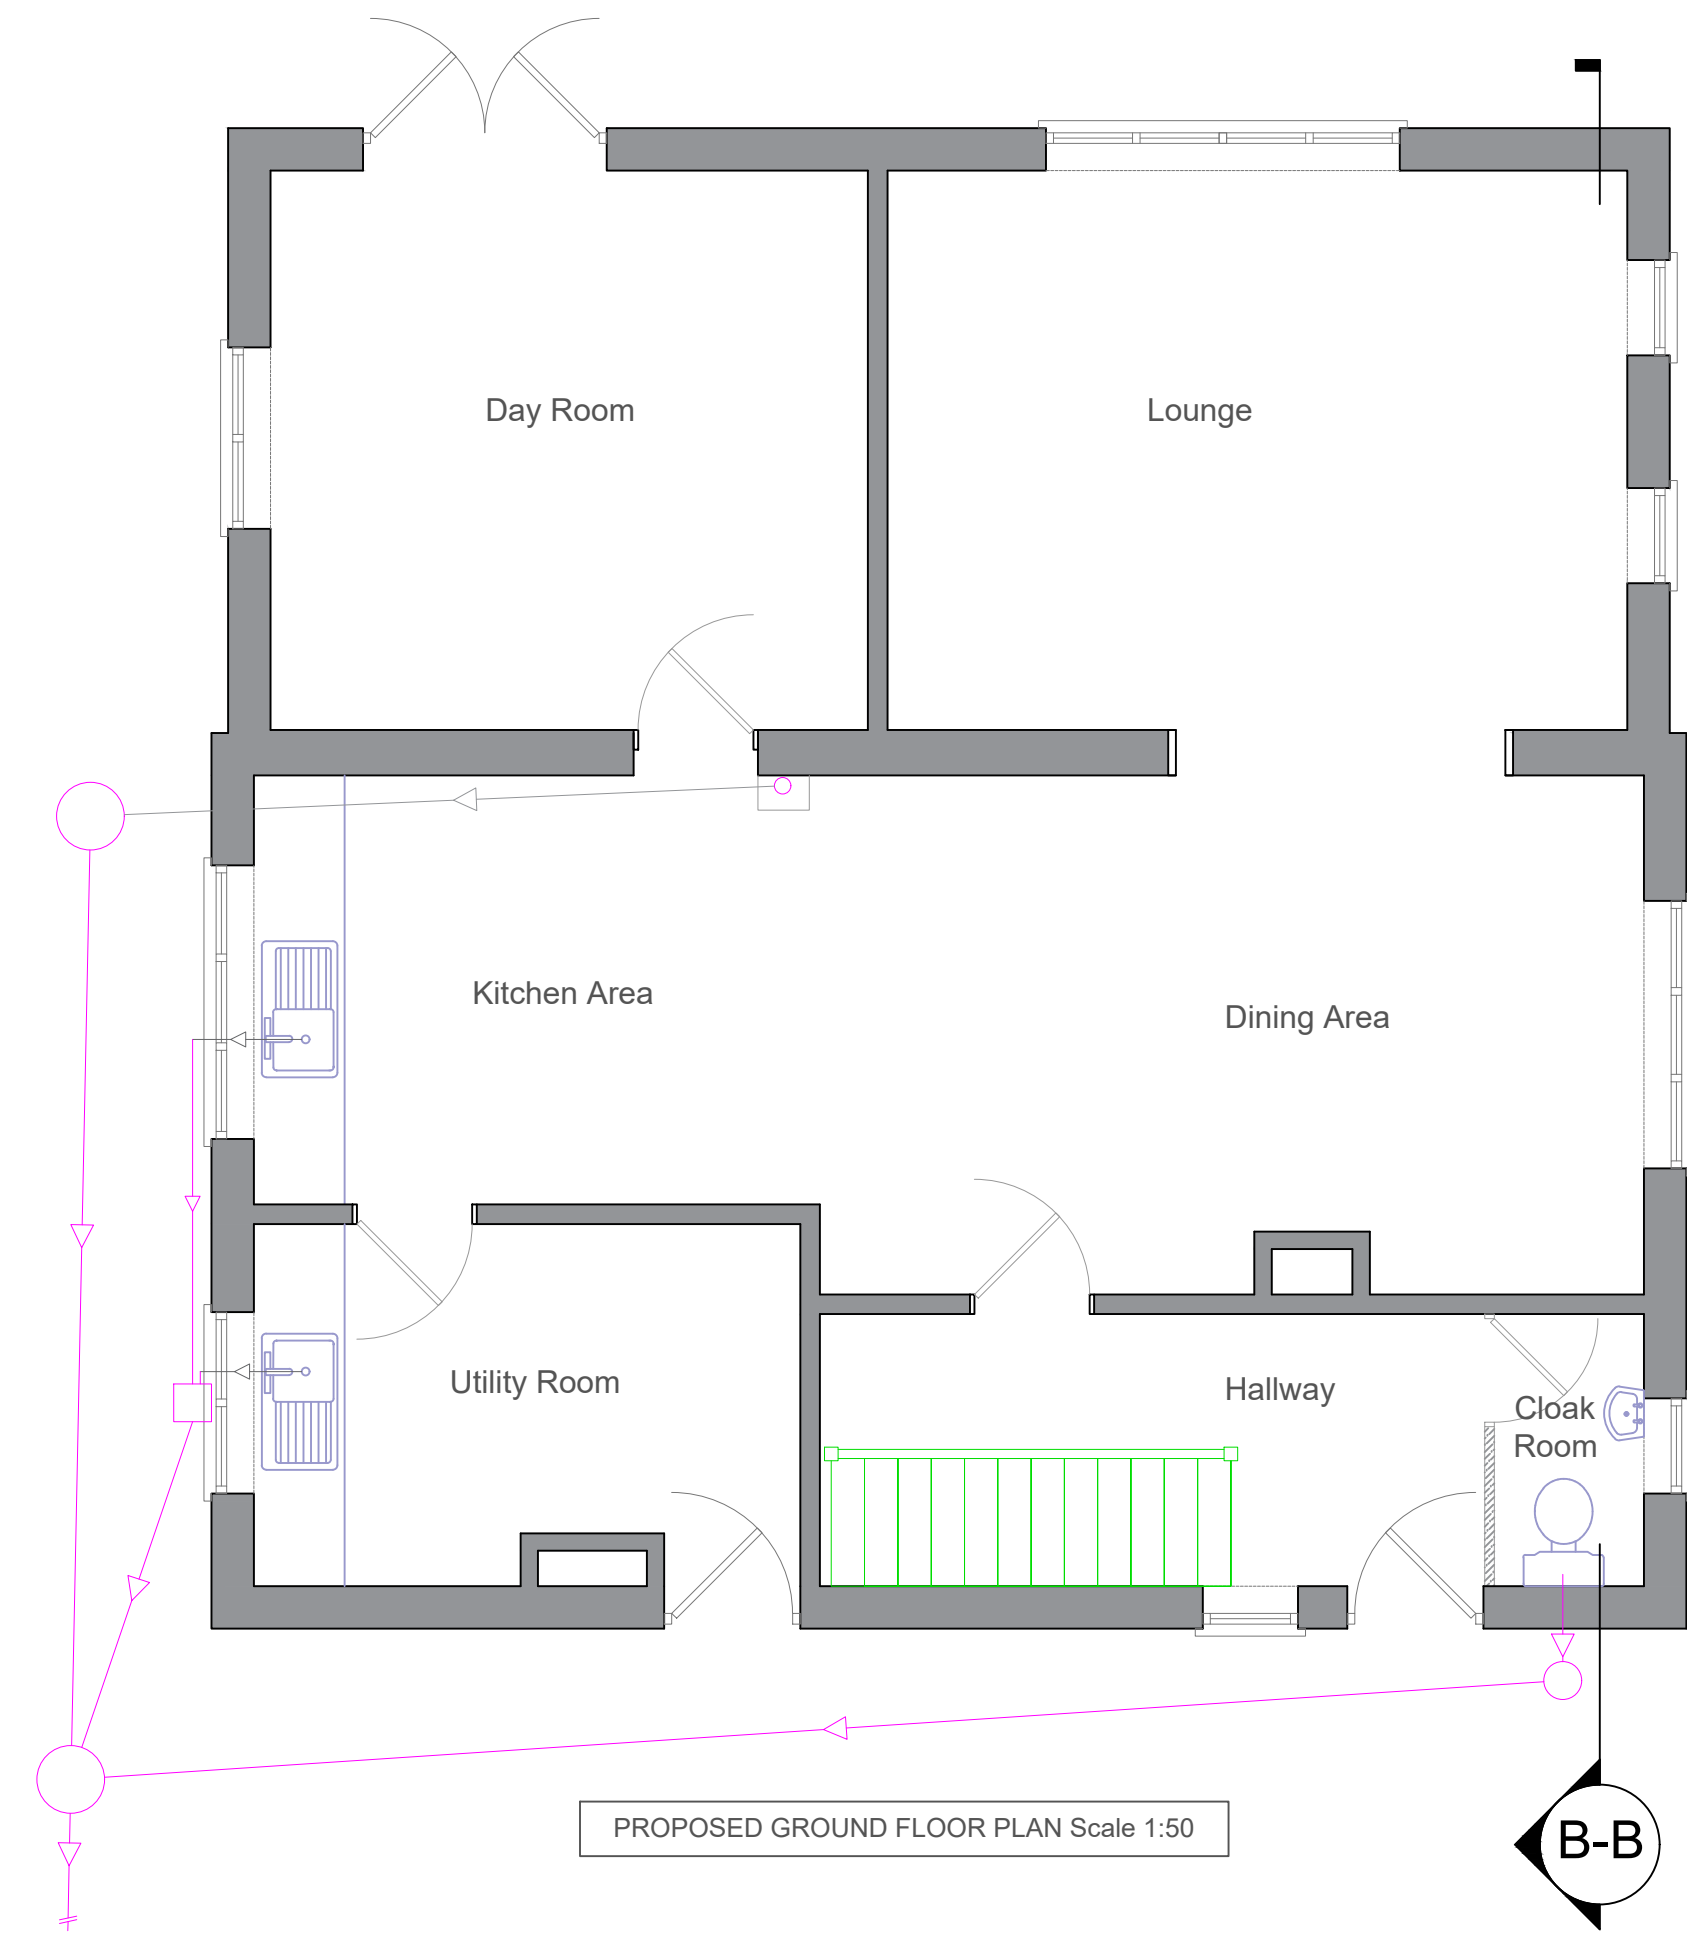 Day Room
Lounge
Kitchen Area
Dining Area
Utility Room
Hallway
Cloak
Room
PROPOSED GROUND FLOOR PLAN Scale 1:50
B-B